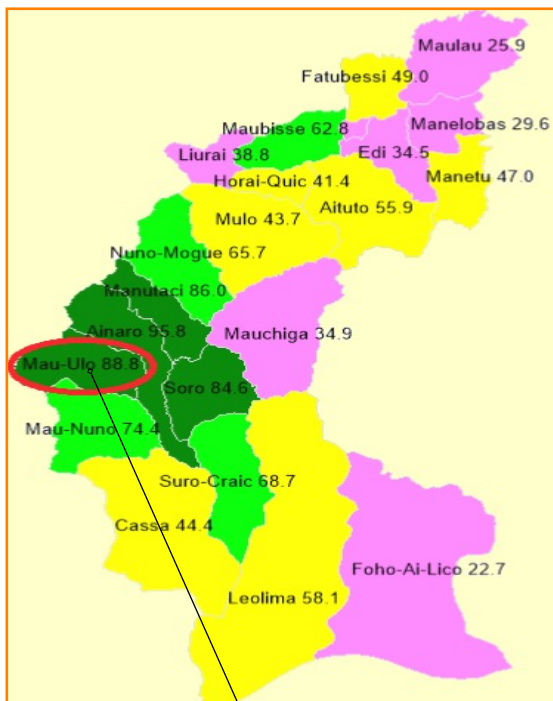 Maulau 25.9
Fatubessi 49.0
Maubisse 62.8
Manelobas 29.6
Liurai 38.8
Edi 34.5
Horai-Quic 41.4
Manetu 47.0
Aituto 55.9
Mulo 43.7
Nuno-Mogue 65.7
Manutaci 86.0
Ainaro 95.8
Mauchiga 34.9
Mau-Ulo 88.8
Soro 84.6
Mau-Nuno 74.4
Suro-Craic 68.7
Cassa 44.4
Foho-Ai-Lico 22.7
Leolima 58.1